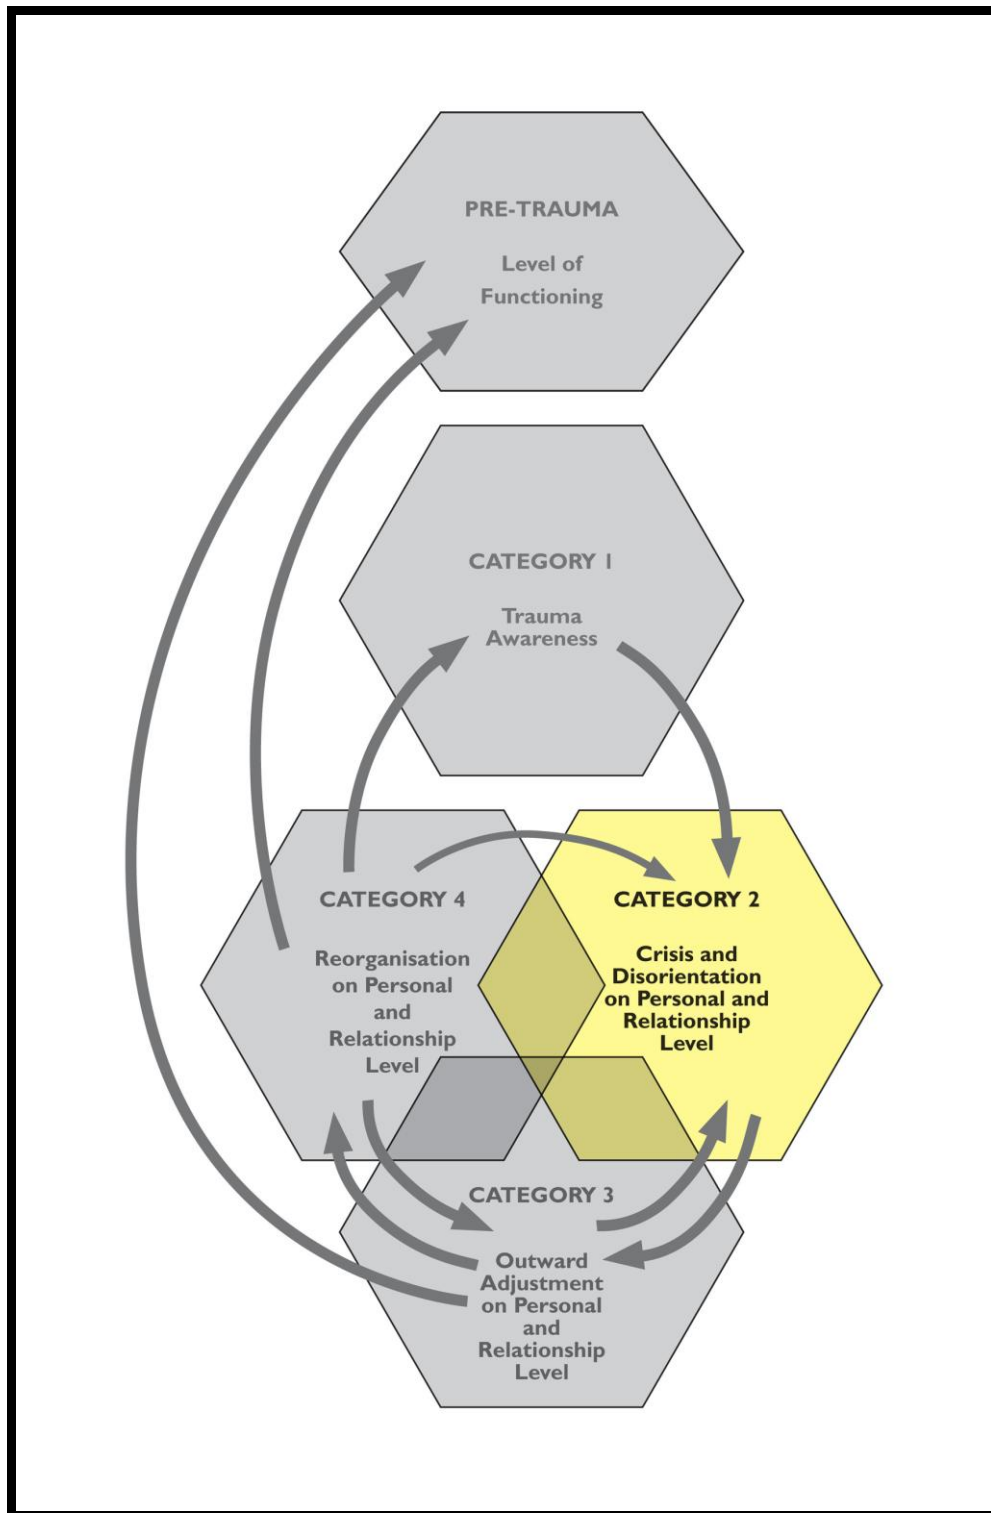 PRE-TRAUMA
Level of
Functioning
CATEGORY 1
Trauma
Awareness
CATEGORY 4
Reorganisation
on Personal
and
Relationship
Level
CATEGORY 2
Crisis and
Disorientation
on Personal and
Relationship
Level
CATEGORY 3
Outward
Adjustment
on Personal
and
Relationship
Level